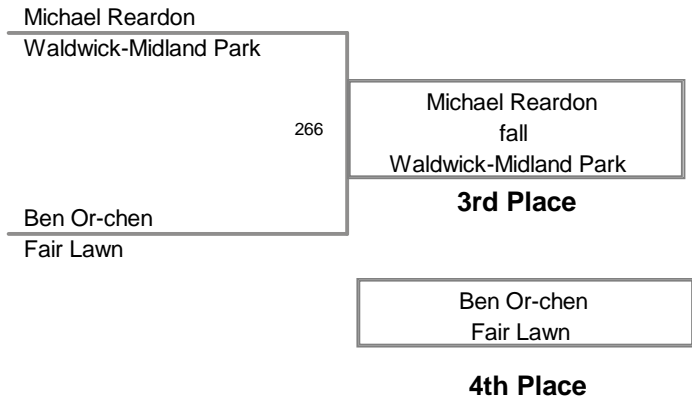 Michael Reardon
Waldwick-Midland Park
266
Michael Reardon
fall
Waldwick-Midland Park
3rd Place
Ben Or-chen
Fair Lawn
Ben Or-chen
Fair Lawn
4th Place